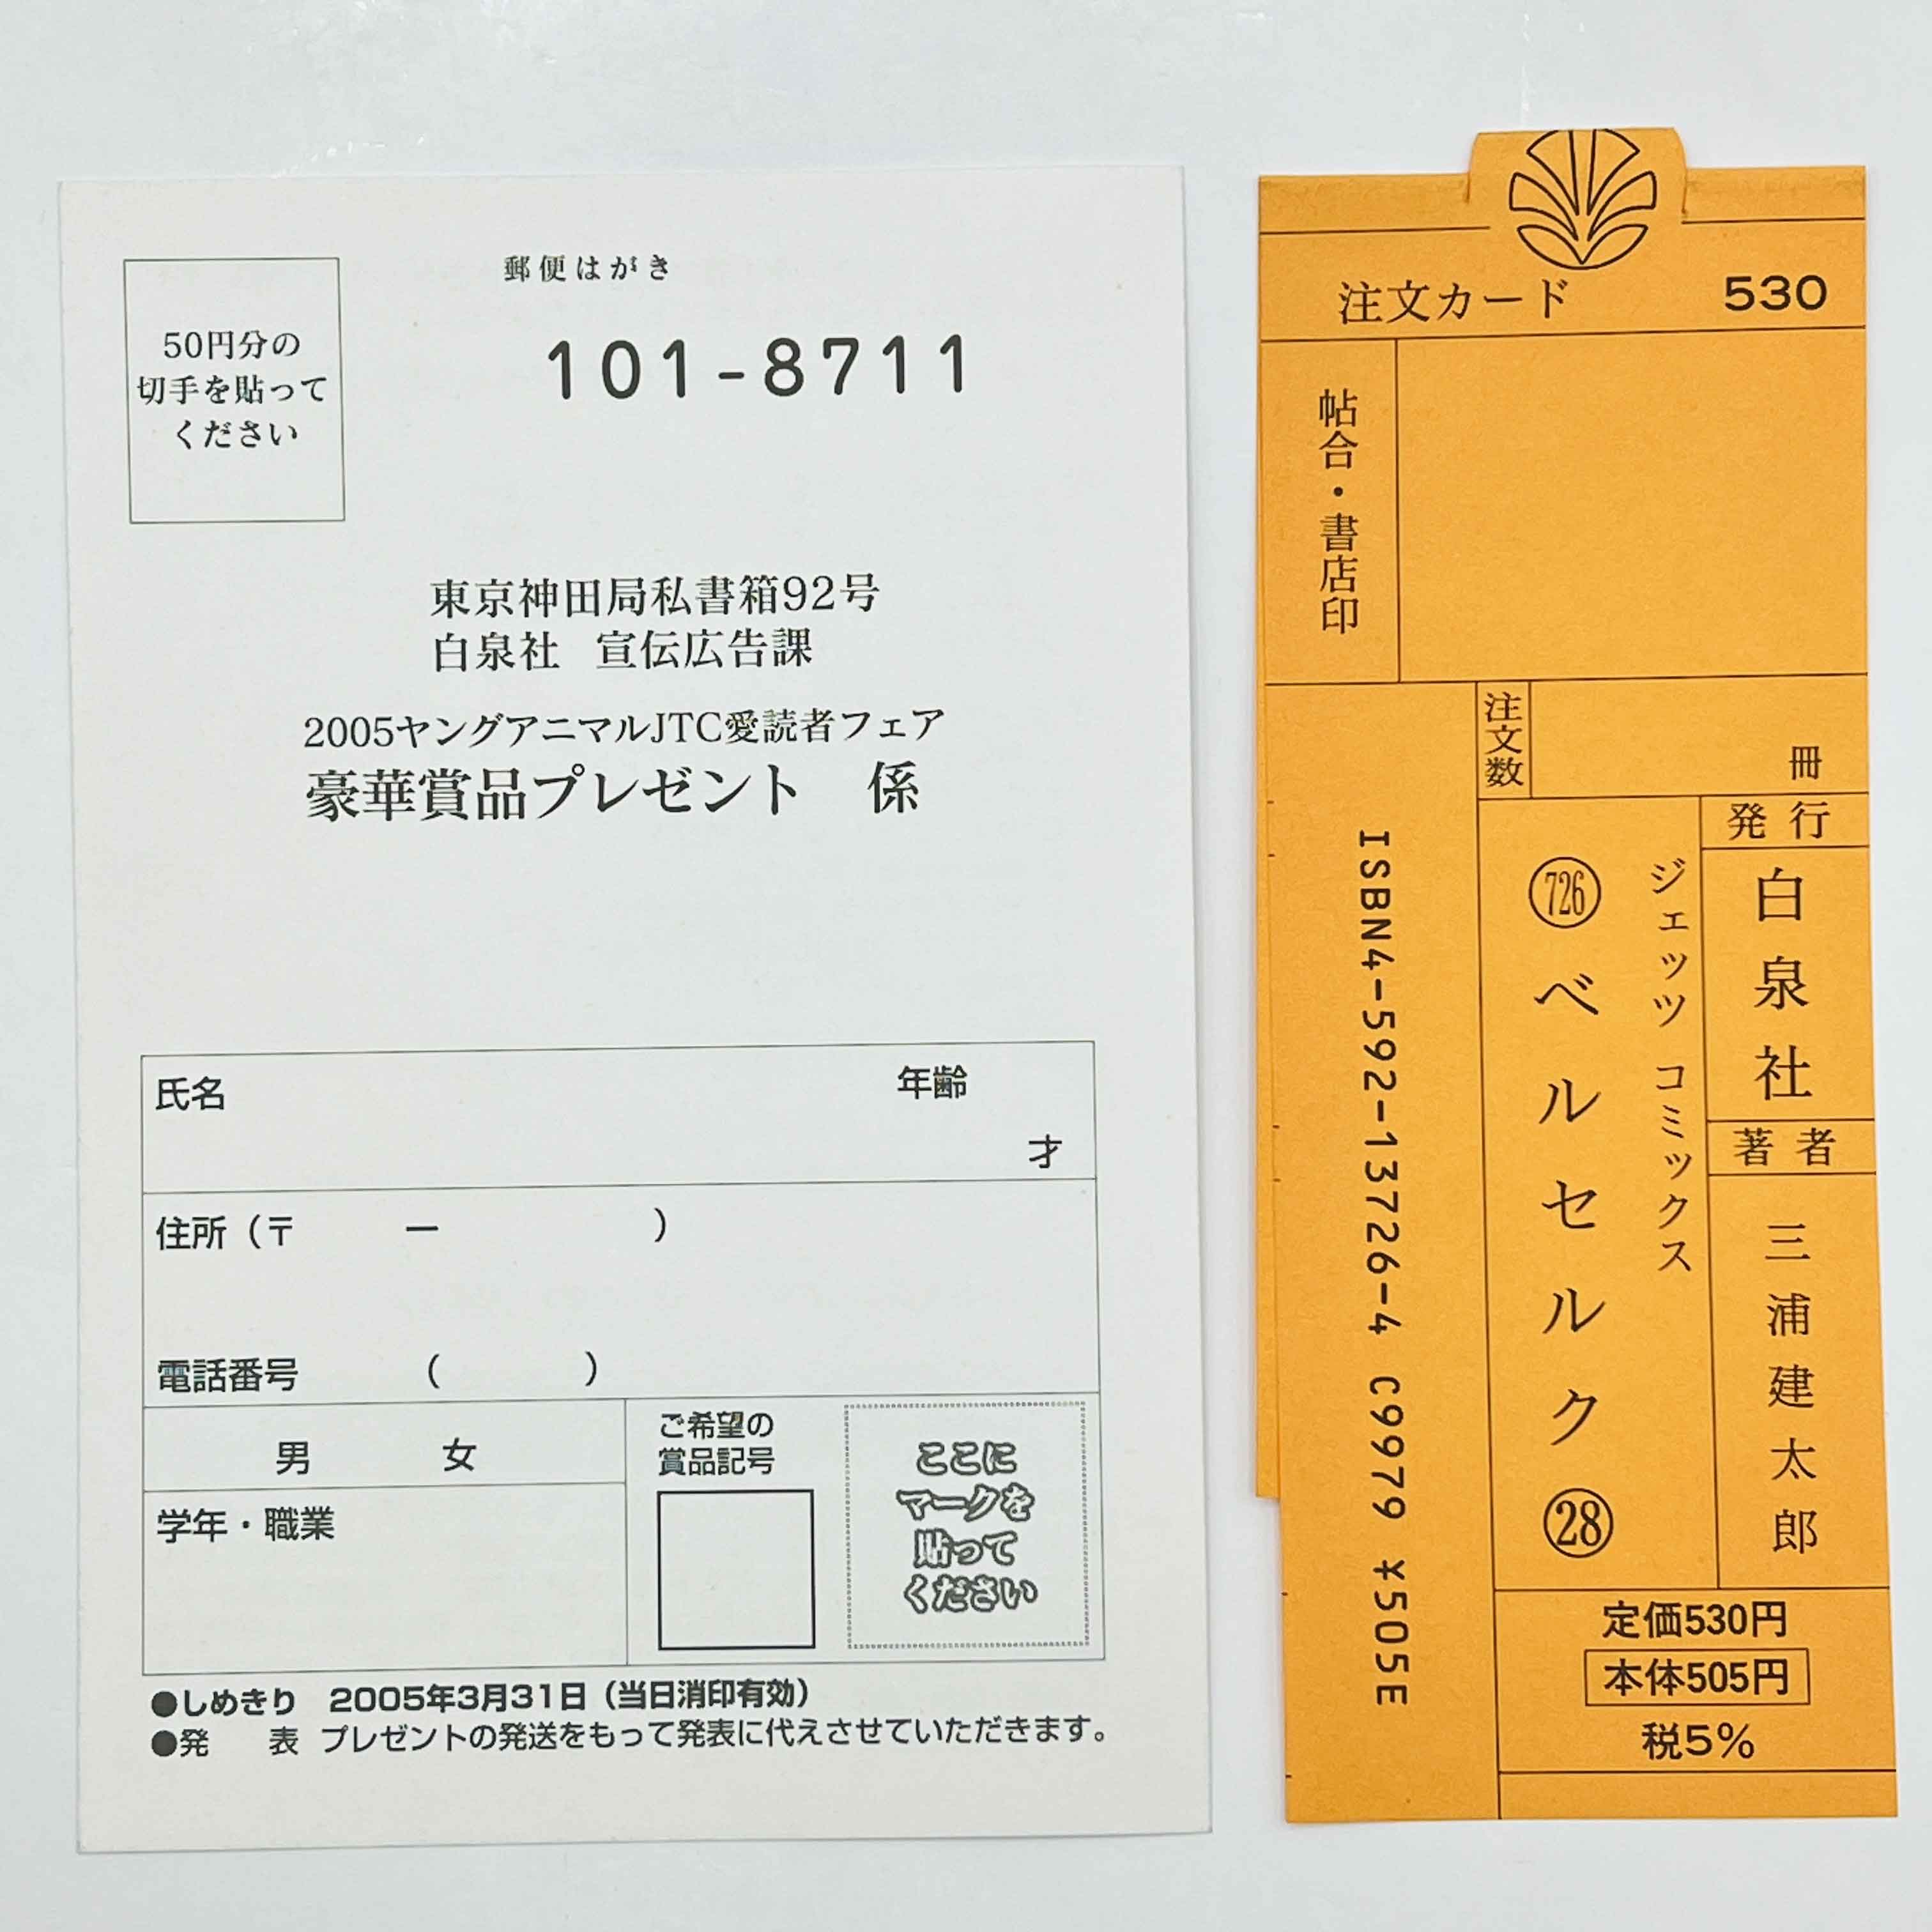 郵便はがき
50円分の
切手を貼って
ください
101-8711
東京神田局私書箱92号
白泉社 宣伝広告課
2005ヤングアニマルJTC愛読者フェア
豪華賞品プレゼント 係
氏名
年齢
才
住所(〒 ー )
電話番号 ( )
男 女
学年・職業
ご希望の
賞品記号
ここに
マークを
貼って
ください
●しめきり 2005年3月31日(当日消印有効)
●発 表 プレゼントの発送をもって発表に代えさせていただきます。
注文カード 530
帖合・書店印
注文数
冊
発行
白泉社
著者
三浦建太郎
ジェッツ コミックス
726 ベルセルク 28
ISBN4-592-13726-4 C9979 ¥505E
定価530円
本体505円
税5%